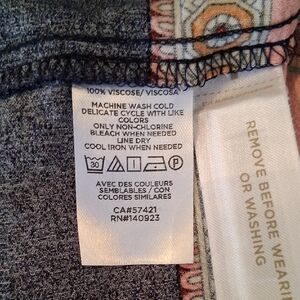 100% VISCOSE/ VISCOSA
MACHINE WASH COLD
DELICATE CYCLE WITH LIKE
COLORS
ONLY NON-CHLORINE
BLEACH WHEN NEEDED
LINE DRY
COOL IRON WHEN NEEDED
30 P
AVEC DES COULEURS
SEMBLABLES / CON
COLORES SIMILARES
CA#57421
RN#140923
REMOVE BEFORE WEARI
OR WASHING